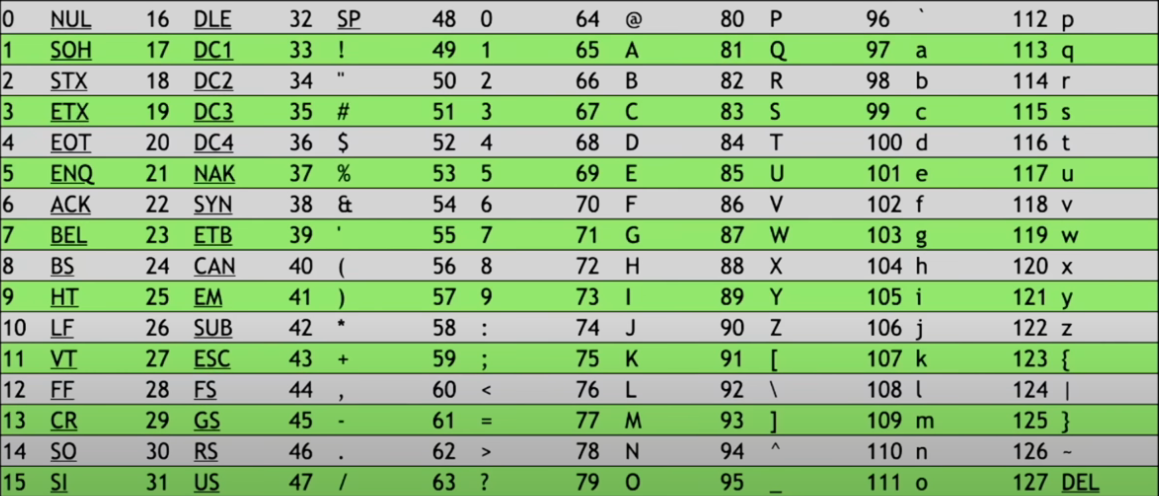 0 NUL 16 DLE 32 SP 48 0 64 @ 80 P 96 ` 112 p
1 SOH 17 DC1 33 ! 49 1 65 A 81 Q 97 a 113 q
2 STX 18 DC2 34 " 50 2 66 B 82 R 98 b 114 r
3 ETX 19 DC3 35 # 51 3 67 C 83 S 99 c 115 s
4 EOT 20 DC4 36 $ 52 4 68 D 84 T 100 d 116 t
5 ENQ 21 NAK 37 % 53 5 69 E 85 U 101 e 117 u
6 ACK 22 SYN 38 & 54 6 70 F 86 V 102 f 118 v
7 BEL 23 ETB 39 ' 55 7 71 G 87 W 103 g 119 w
8 BS 24 CAN 40 ( 56 8 72 H 88 X 104 h 120 x
9 HT 25 EM 41 ) 57 9 73 I 89 Y 105 i 121 y
10 LF 26 SUB 42 * 58 : 74 J 90 Z 106 j 122 z
11 VT 27 ESC 43 + 59 ; 75 K 91 [ 107 k 123 {
12 FF 28 FS 44 , 60 < 76 L 92 \ 108 l 124 |
13 CR 29 GS 45 - 61 = 77 M 93 ] 109 m 125 }
14 SO 30 RS 46 . 62 > 78 N 94 ^ 110 n 126 ~
15 SI 31 US 47 / 63 ? 79 O 95 _ 111 o 127 DEL